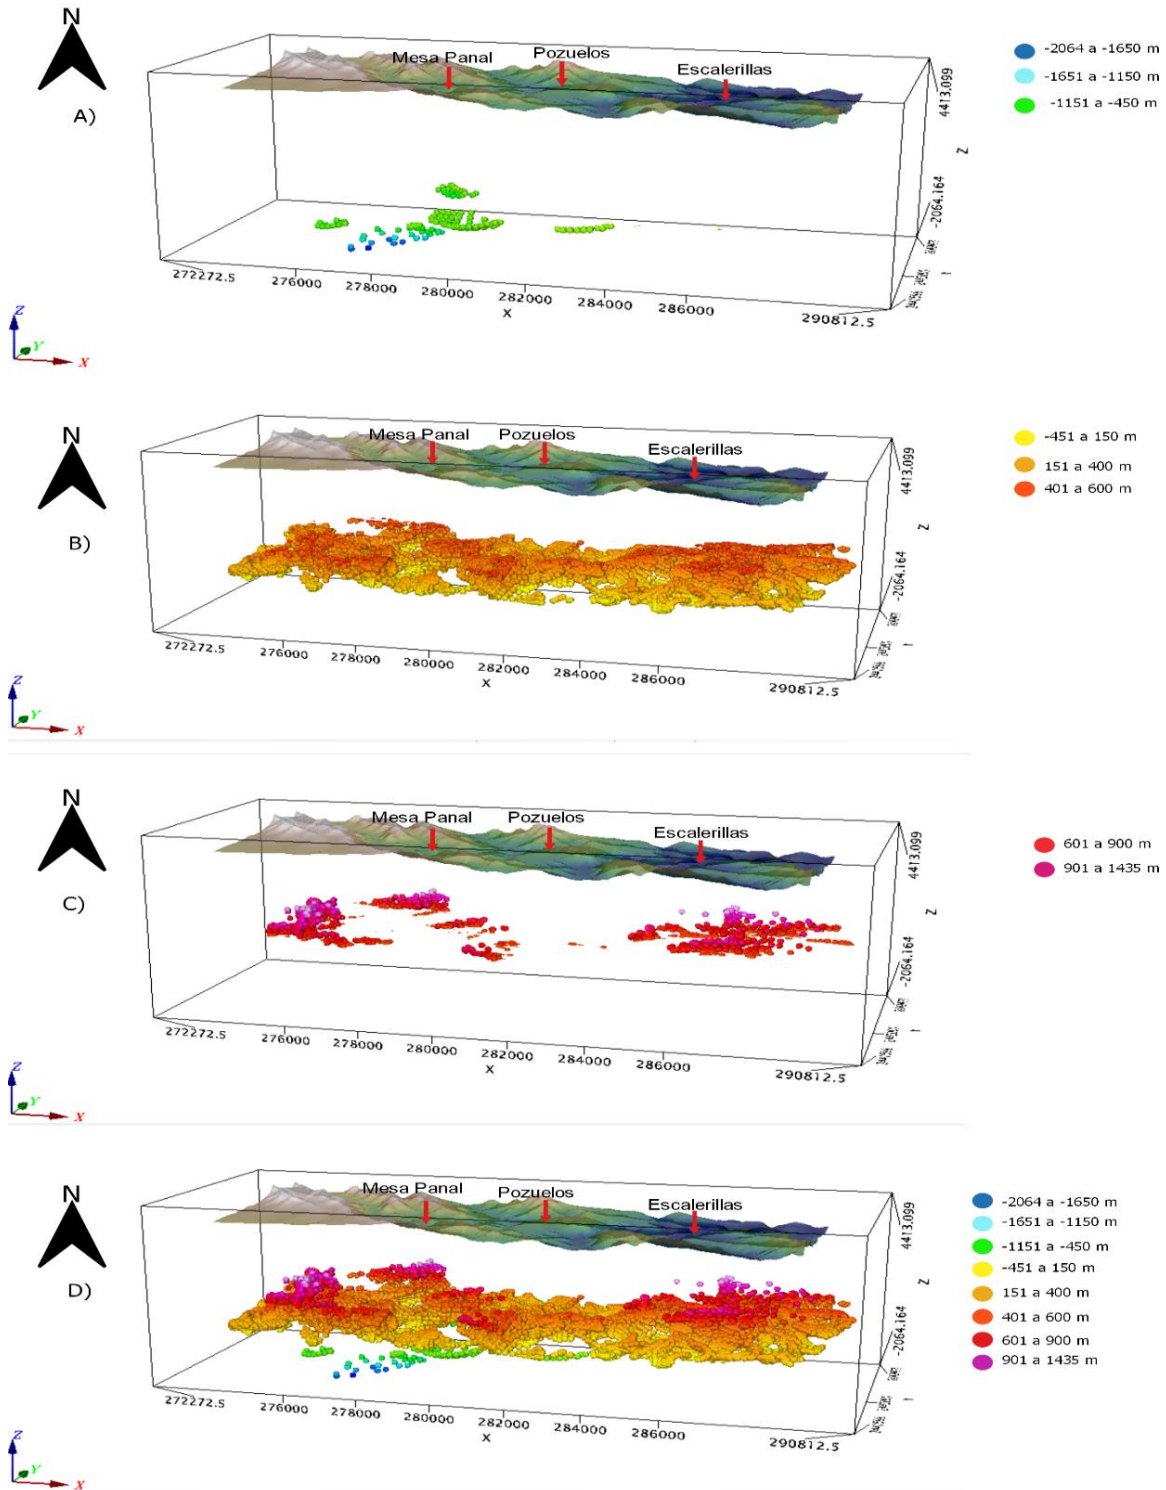 N
A)
Mesa Panal
Pozuelos
Escalerillas
-2064 a -1650 m
-1651 a -1150 m
-1151 a -450 m
4413.099
Z
-2064.164
272272.5
276000
278000
280000
282000
284000
286000
290812.5
X
Z
Y
X
N
B)
Mesa Panal
Pozuelos
Escalerillas
-451 a 150 m
151 a 400 m
401 a 600 m
4413.099
Z
-2064.164
272272.5
276000
278000
280000
282000
284000
286000
290812.5
X
Z
Y
X
N
C)
Mesa Panal
Pozuelos
Escalerillas
601 a 900 m
901 a 1435 m
4413.099
Z
-2064.164
272272.5
276000
278000
280000
282000
284000
286000
290812.5
X
Z
Y
X
N
D)
Mesa Panal
Pozuelos
Escalerillas
-2064 a -1650 m
-1651 a -1150 m
-1151 a -450 m
-451 a 150 m
151 a 400 m
401 a 600 m
601 a 900 m
901 a 1435 m
4413.099
Z
-2064.164
272272.5
276000
278000
280000
282000
284000
286000
290812.5
X
Z
Y
X